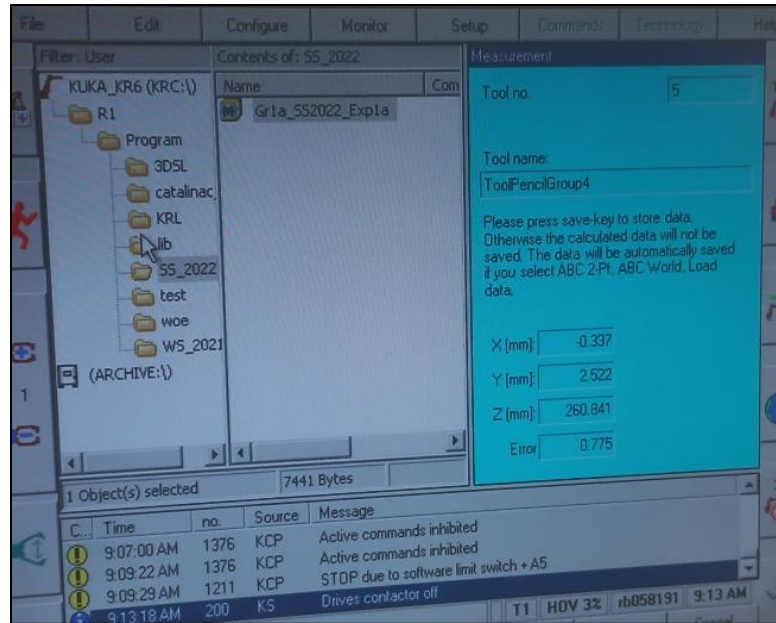 File Edit Configure Monitor Setup Commands Technology
Filter: User
KUKA_KR6 (KRC:\)
R1
Program
3DSL
catalinac_
KRL
lib
SS_2022
test
woe
WS_2021
(ARCHIVE:\)
Contents of: SS_2022
Name Com
Gr1a_SS2022_Exp1a
Measurement
Tool no. 5
Tool name:
ToolPencilGroup4
Please press save-key to store data.
Otherwise the calculated data will not be
saved. The data will be automatically saved
if you select ABC 2-Pt, ABC World, Load
data.
X [mm]: -0.337
Y [mm]: 2.522
Z [mm]: 260.841
Error 0.775
1
1 Object(s) selected 7441 Bytes
C... Time no. Source Message
9:07:00 AM 1376 KCP Active commands inhibited
9:09:22 AM 1376 KCP Active commands inhibited
9:09:29 AM 1211 KCP STOP due to software limit switch + A5
9:13:18 AM 200 KS Drives contactor off
T1 HOV 3% rb058191 9:13 AM
Cancel